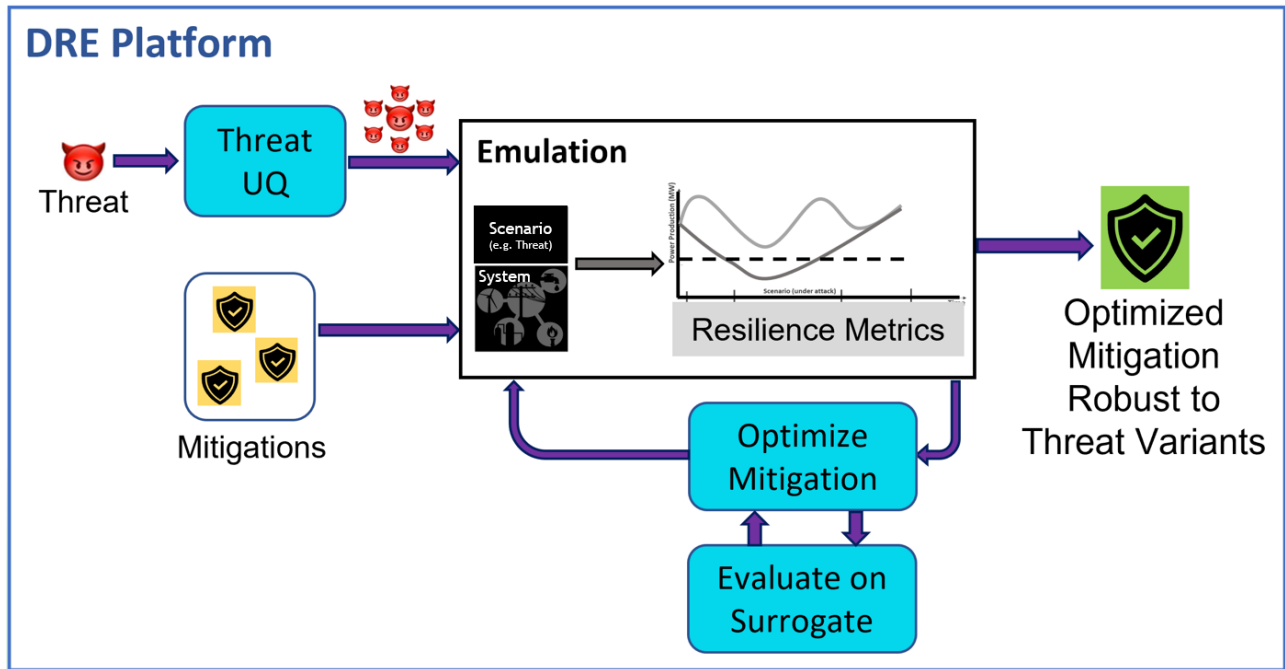 DRE Platform
Threat
UQ
Threat
Emulation
Scenario
(e.g. Threat)
System
Power Production (MW)
Scenario (under attack)
Resilience Metrics
Mitigations
Optimize
Mitigation
Evaluate on
Surrogate
Optimized
Mitigation
Robust to
Threat Variants